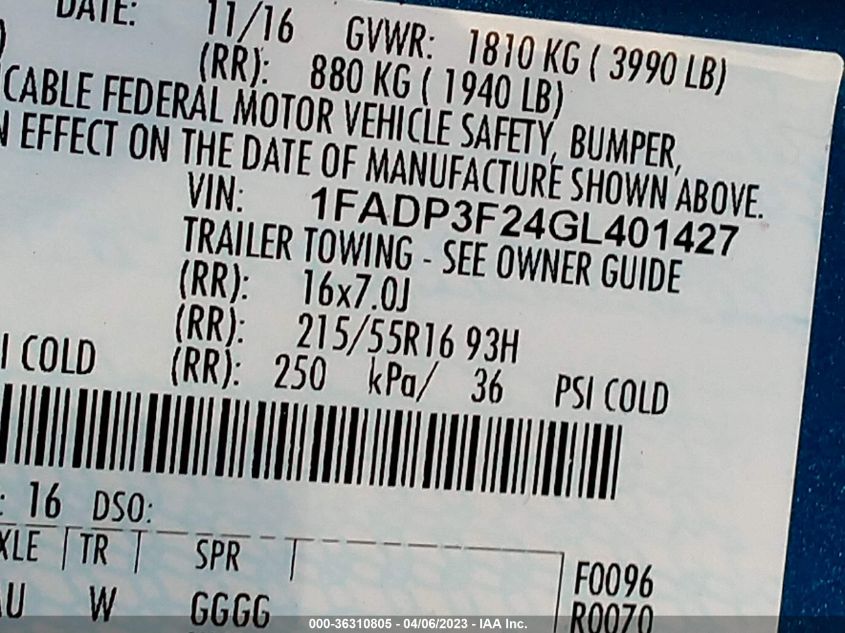 DATE: 11/16 GVWR: 1810 KG ( 3990 LB)
(RR): 880 KG ( 1940 LB)
CABLE FEDERAL MOTOR VEHICLE SAFETY, BUMPER,
N EFFECT ON THE DATE OF MANUFACTURE SHOWN ABOVE.
VIN: 1FADP3F24GL401427
TRAILER TOWING - SEE OWNER GUIDE
(RR): 16x7.0J
(RR): 215/55R16 93H
I COLD (RR): 250 kPa/ 36 PSI COLD
: 16 DSO:
XLE TR SPR F0096
AU W GGGG R0070
000-36310805 - 04/06/2023 - IAA Inc.